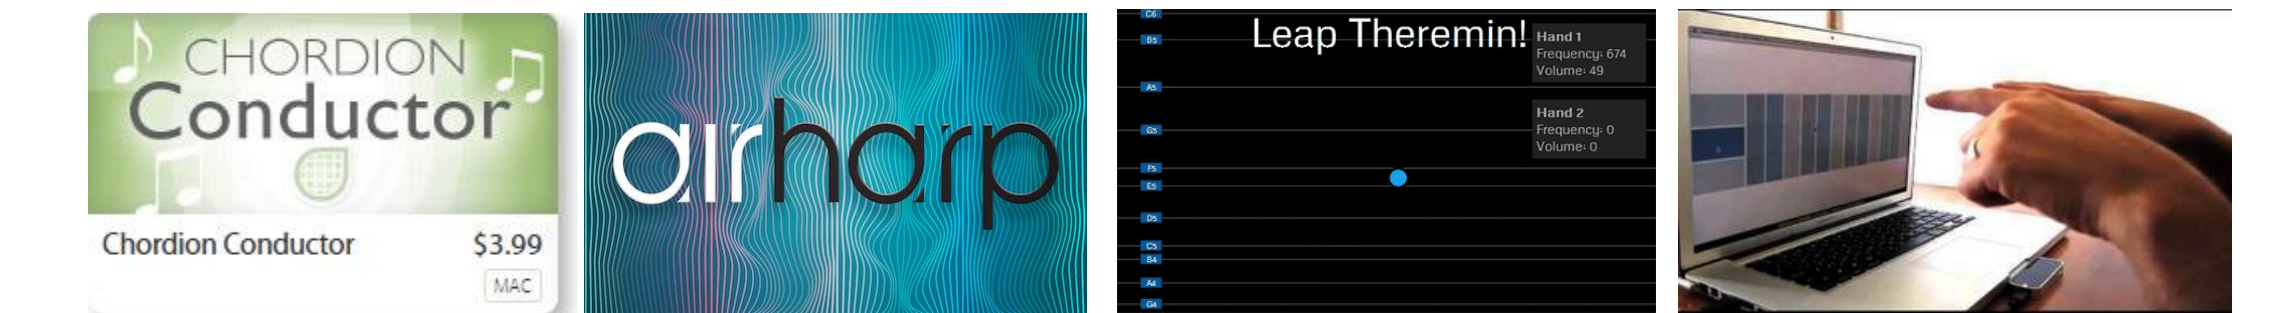 CHORDION
Conductor
Chordion Conductor
$3.99
MAC
airharp
Leap Theremin!
Hand 1
Frequency: 674
Volume: 49
Hand 2
Frequency: 0
Volume: 0
C6
B5
A5
G5
F5
E5
D5
C5
B4
A4
G4